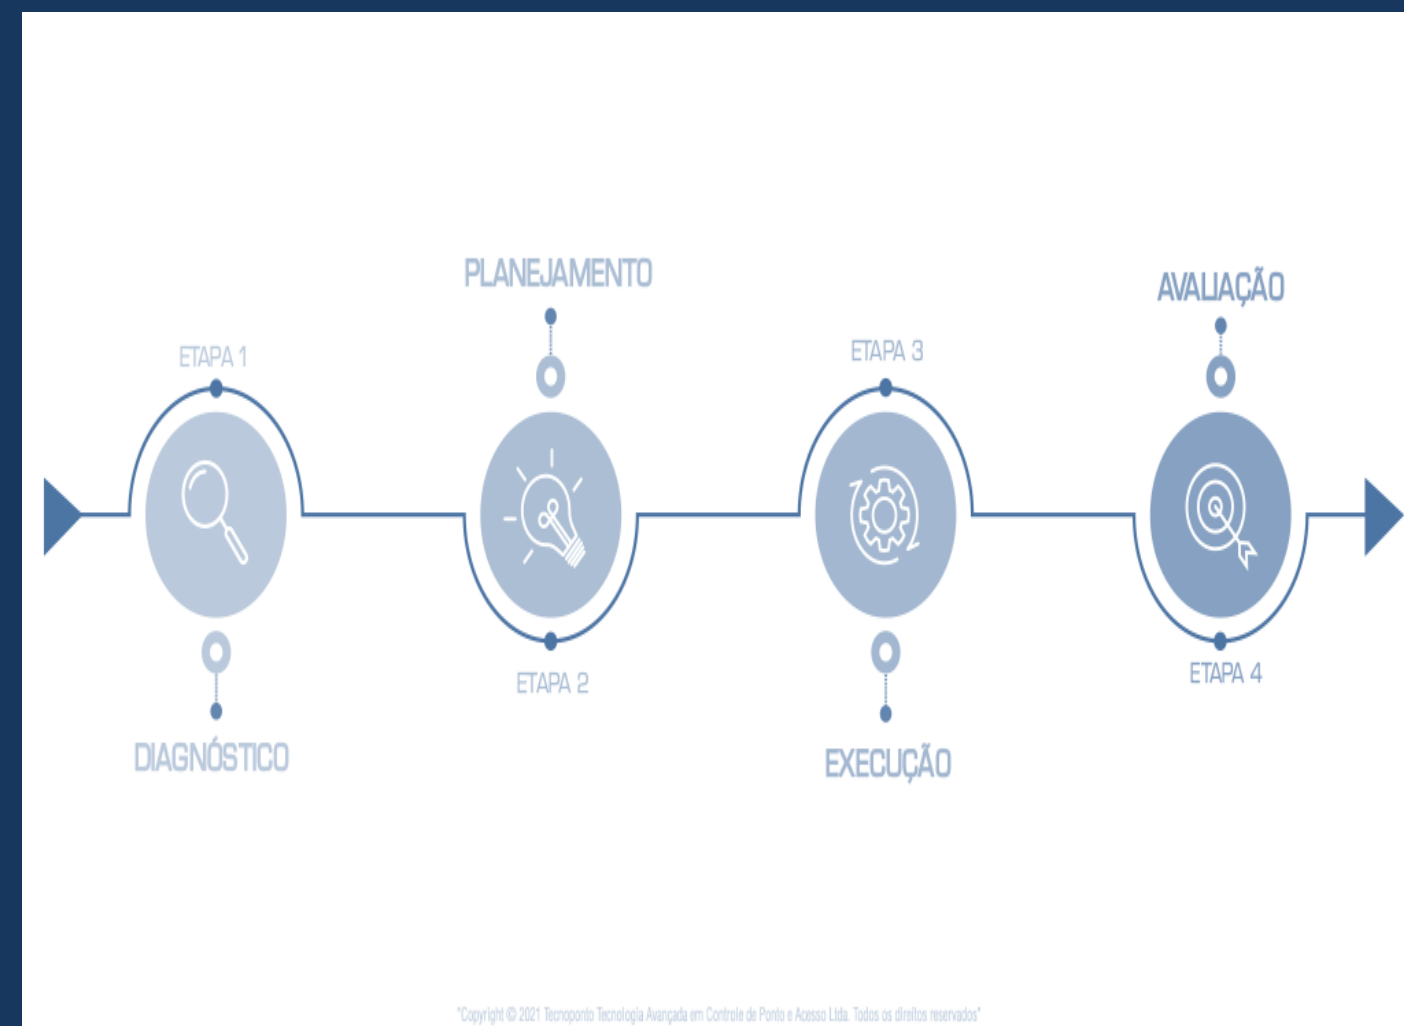 ETAPA 1
DIAGNÓSTICO
PLANEJAMENTO
ETAPA 2
ETAPA 3
EXECUÇÃO
AVALIAÇÃO
ETAPA 4
"Copyright © 2021 Tecnoponto Tecnologia Avançada em Controle de Ponto e Acesso Ltda. Todos os direitos reservados"